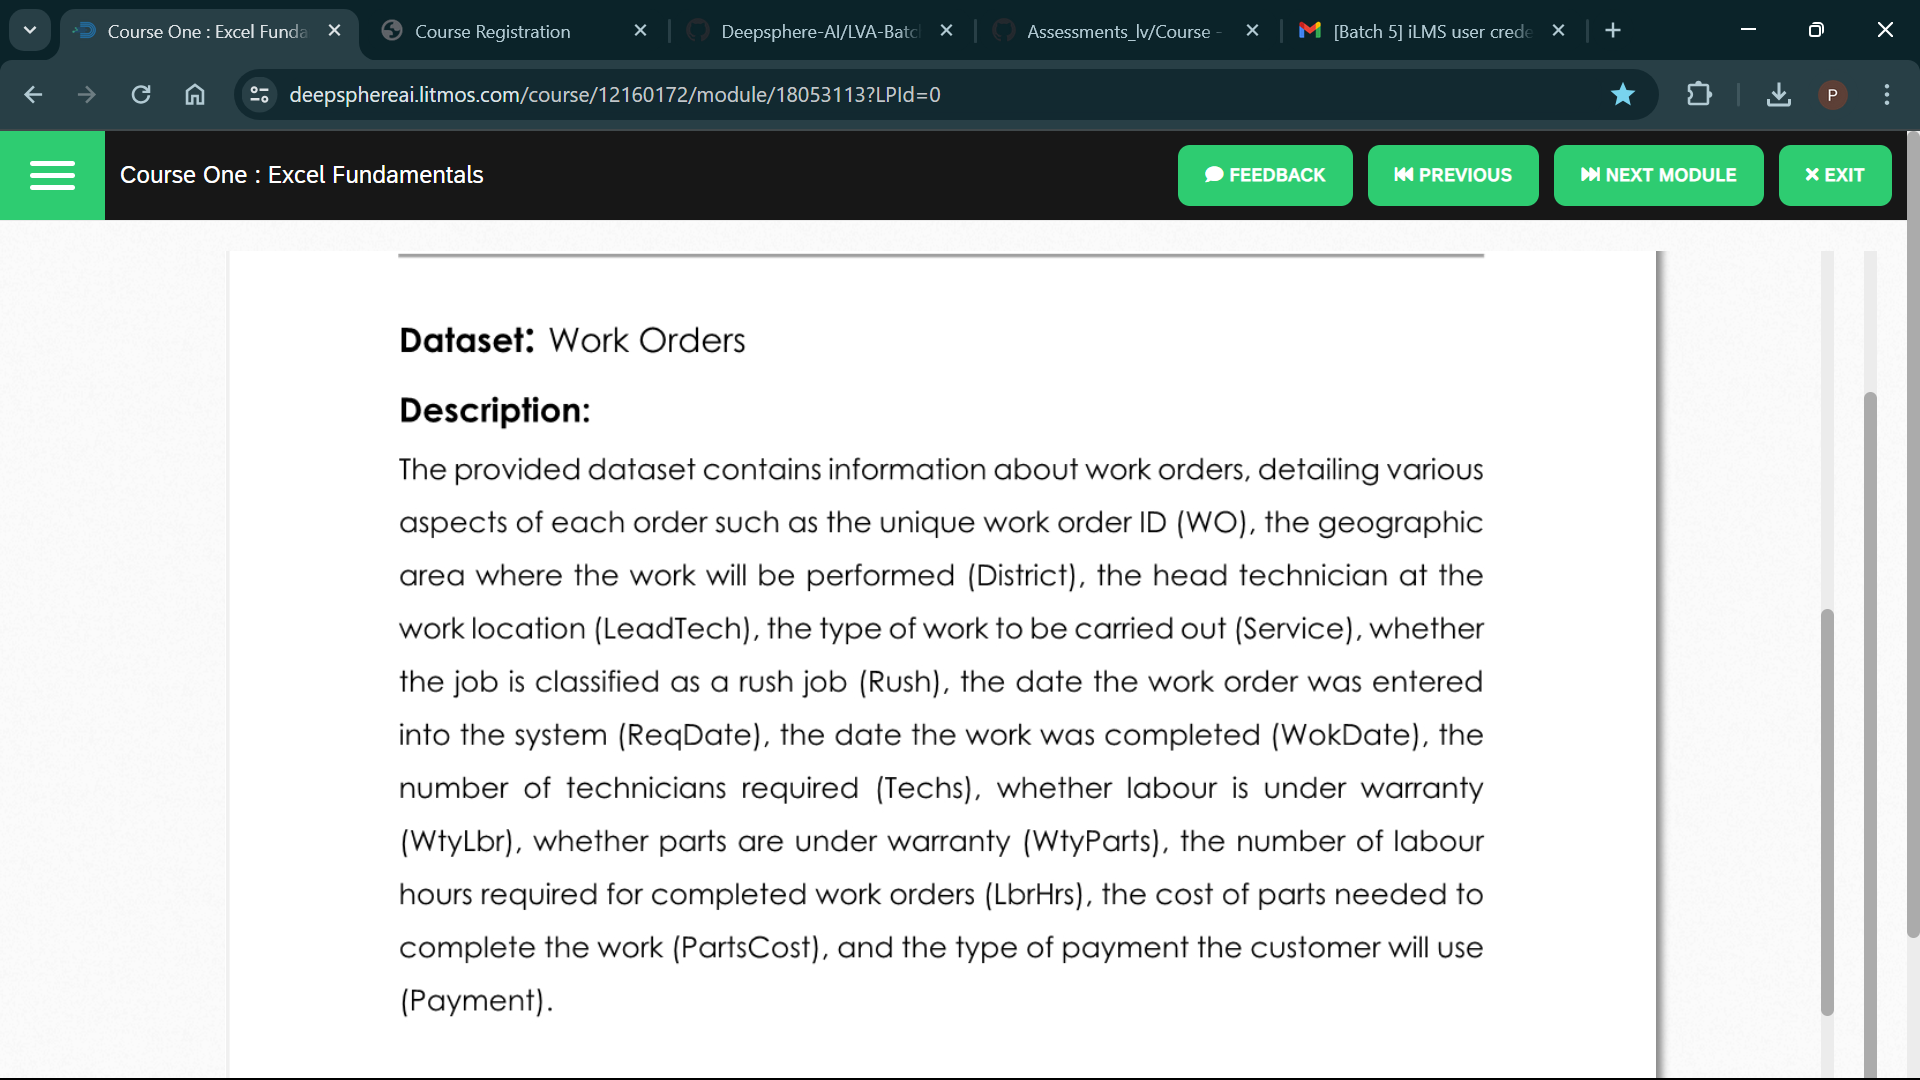 Course One : Excel Funda
Course Registration
Deepsphere-AI/LVA-Batc
Assessments_lv/Course -
[Batch 5] iLMS user crede
deepsphereai.litmos.com/course/12160172/module/18053113?LPId=0
P
Course One : Excel Fundamentals
FEEDBACK
PREVIOUS
NEXT MODULE
EXIT
Dataset: Work Orders
Description:
The provided dataset contains information about work orders, detailing various
aspects of each order such as the unique work order ID (WO), the geographic
area where the work will be performed (District), the head technician at the
work location (LeadTech), the type of work to be carried out (Service), whether
the job is classified as a rush job (Rush), the date the work order was entered
into the system (ReqDate), the date the work was completed (WokDate), the
number of technicians required (Techs), whether labour is under warranty
(WtyLbr), whether parts are under warranty (WtyParts), the number of labour
hours required for completed work orders (LbrHrs), the cost of parts needed to
complete the work (PartsCost), and the type of payment the customer will use
(Payment).